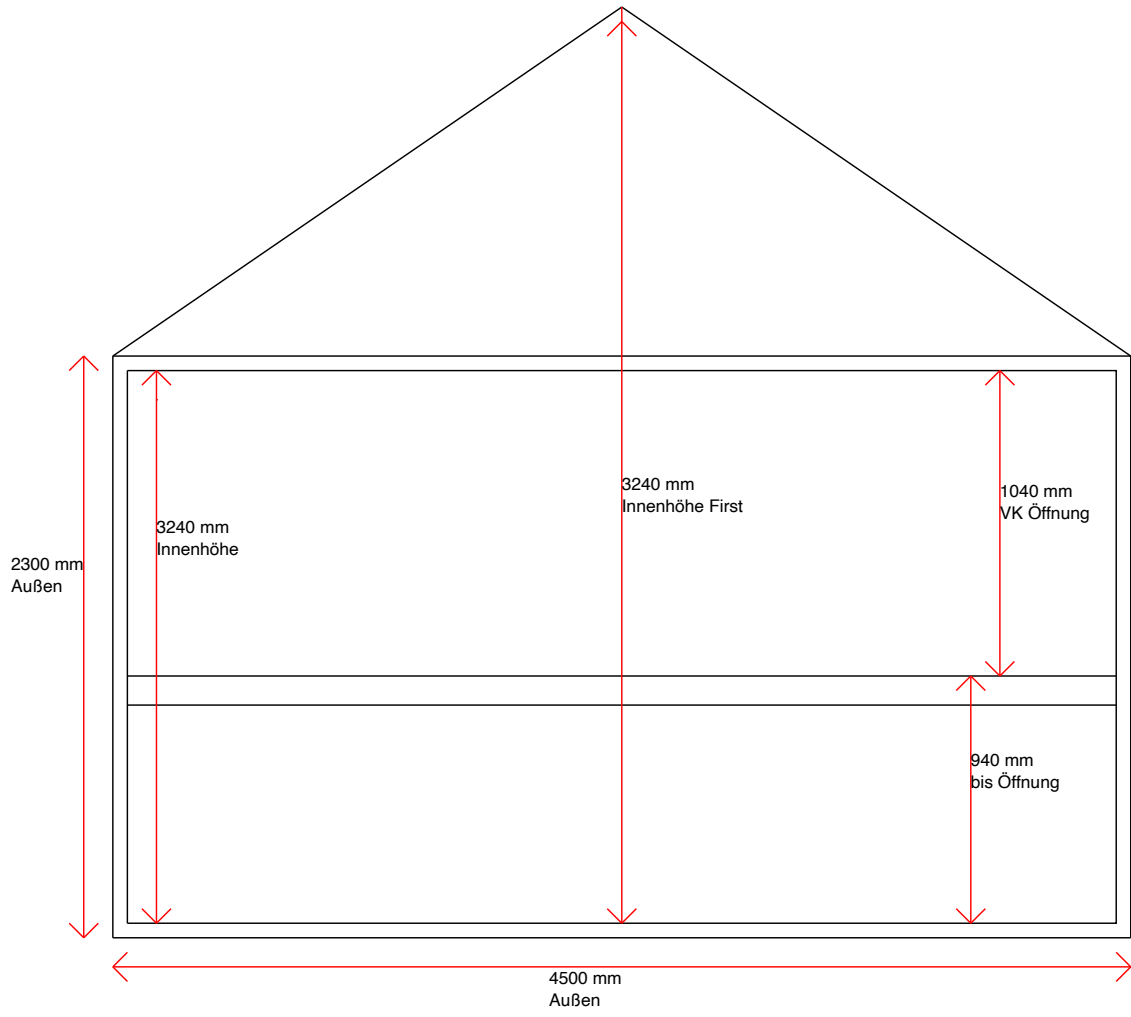 3240 mm
Innenhöhe First
1040 mm
VK Öffnung
3240 mm
Innenhöhe
2300 mm
Außen
940 mm
bis Öffnung
4500 mm
Außen